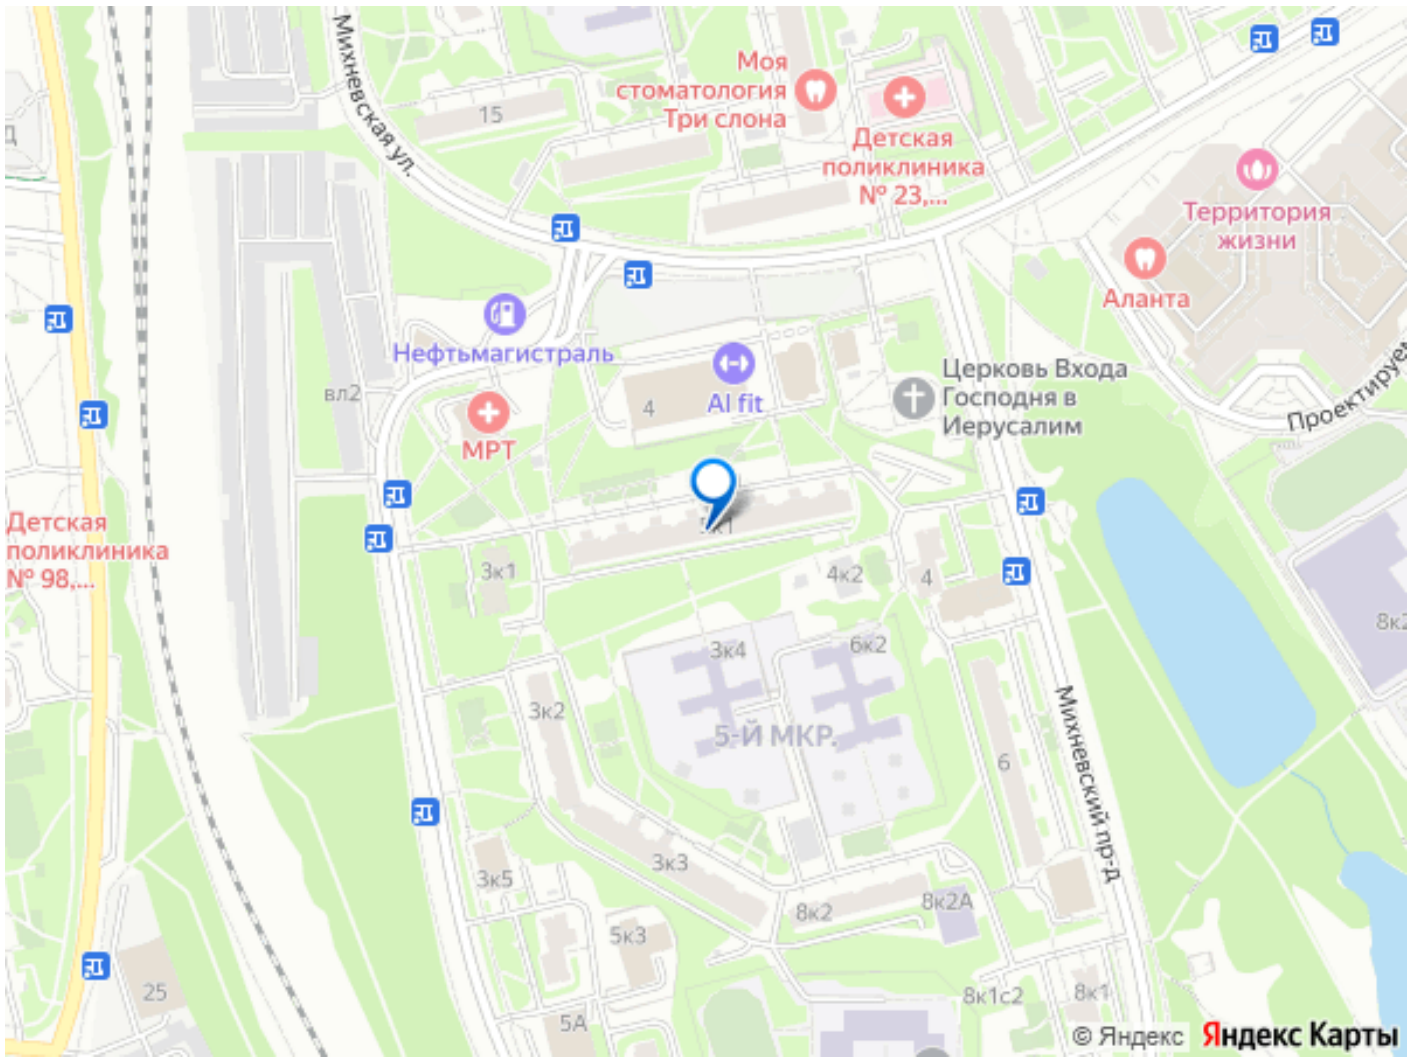 Михневская ул.
15
Моя
стоматология
Три слона
Детская
поликлиника
№ 23,...
Территория
жизни
Аланта
Нефтьмагистраль
вл2
МРТ
4
AI fit
Церковь Входа
Господня в
Иерусалим
Проектируем
Детская
поликлиника
№ 98,...
3к1
4к2
4
8к2
3к4
6к2
3к2
5-Й МКР.
6
Михневский пр-д
3к3
3к5
8к2
8к2А
5к3
25
5А
8к1с2
8к1
© Яндекс
Яндекс Карты